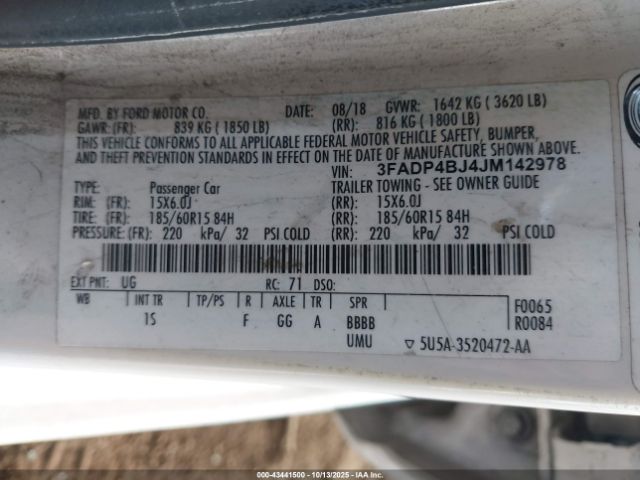 MFD. BY FORD MOTOR CO. DATE: 08/18 GVWR: 1642 KG ( 3620 LB)
GAWR: (FR): 839 KG ( 1850 LB) (RR): 816 KG ( 1800 LB)
THIS VEHICLE CONFORMS TO ALL APPLICABLE FEDERAL MOTOR VEHICLE SAFETY, BUMPER,
AND THEFT PREVENTION STANDARDS IN EFFECT ON THE DATE OF MANUFACTURE SHOWN ABOVE.
VIN: 3FADP4BJ4JM142978
TYPE: Passenger Car TRAILER TOWING - SEE OWNER GUIDE
RIM: (FR): 15X6.0J (RR): 15X6.0J
TIRE: (FR): 185/60R15 84H (RR): 185/60R15 84H
PRESSURE: (FR): 220 kPa/ 32 PSI COLD (RR): 220 kPa/ 32 PSI COLD
EXT PNT: UG RC: 71 DSO:
WB INT TR TP/PS R AXLE TR SPR F0065
1S F GG A BBBB R0084
UMU ▽ 5U5A-3520472-AA
000-43441500 - 10/13/2025 - IAAI.com